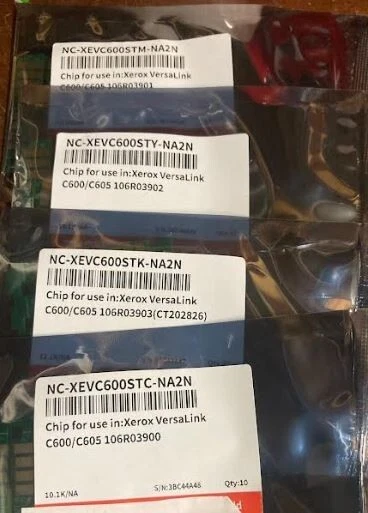 NC-XEVC600STM-NA2N
Chip for use in:Xerox VersaLink
C600/C605 106R03901
NC-XEVC600STY-NA2N
Chip for use in:Xerox VersaLink
C600/C605 106R03902
NC-XEVC600STK-NA2N
Chip for use in:Xerox VersaLink
C600/C605 106R03903(CT202826)
NC-XEVC600STC-NA2N
Chip for use in:Xerox VersaLink
C600/C605 106R03900
10.1K/NA S/N:3BC44A48 Qty:10